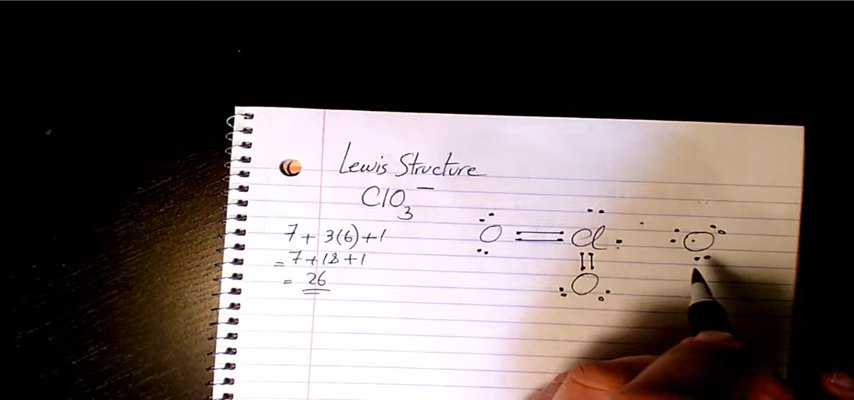 Lewis Structure
ClO3−
7 + 3(6) + 1
= 7 + 18 + 1
= 26
O = Cl O
O